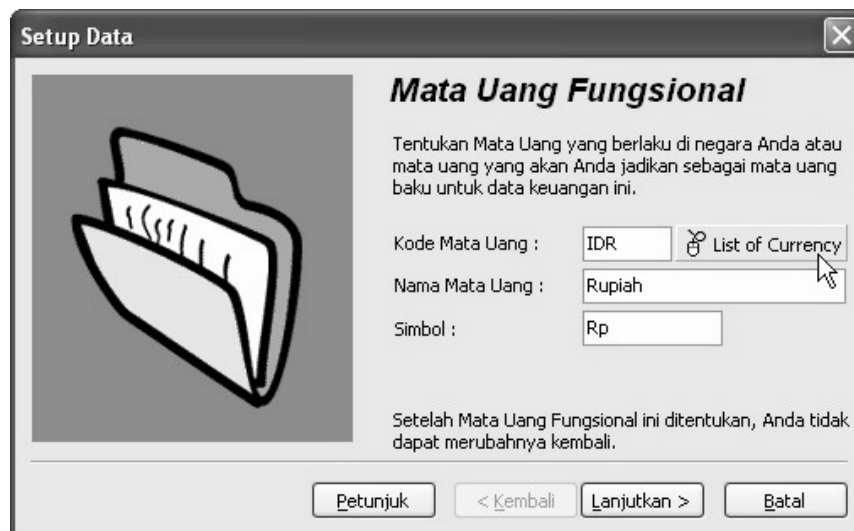 Setup Data
Mata Uang Fungsional
Tentukan Mata Uang yang berlaku di negara Anda atau
mata uang yang akan Anda jadikan sebagai mata uang
baku untuk data keuangan ini.
Kode Mata Uang : IDR List of Currency
Nama Mata Uang : Rupiah
Simbol : Rp
Setelah Mata Uang Fungsional ini ditentukan, Anda tidak
dapat merubahnya kembali.
Petunjuk < Kembali Lanjutkan > Batal